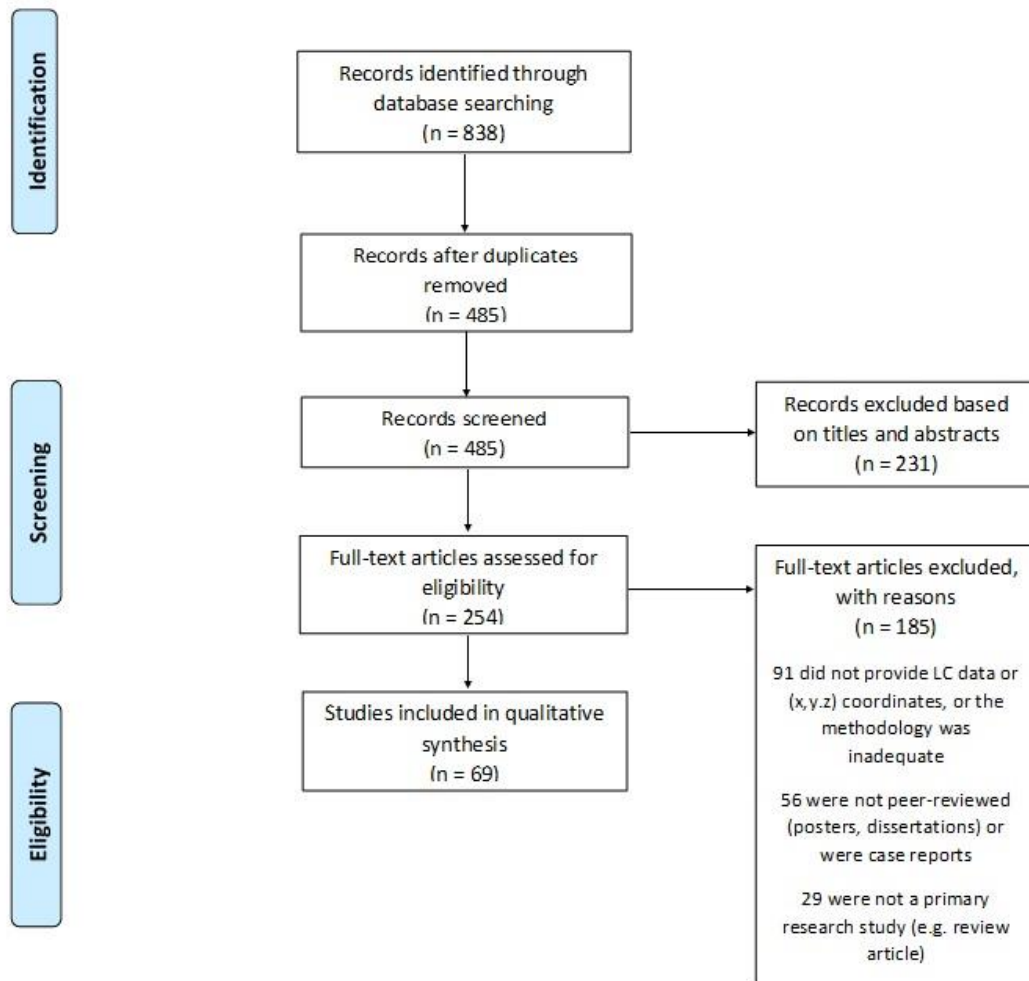 Identification
Records identified through
database searching
(n = 838)
Records after duplicates
removed
(n = 485)
Screening
Records screened
(n = 485)
Records excluded based
on titles and abstracts
(n = 231)
Full-text articles assessed for
eligibility
(n = 254)
Full-text articles excluded,
with reasons
(n = 185)
91 did not provide LC data or
(x,y.z) coordinates, or the
methodology was
inadequate
56 were not peer-reviewed
(posters, dissertations) or
were case reports
29 were not a primary
research study (e.g. review
article)
Eligibility
Studies included in qualitative
synthesis
(n = 69)